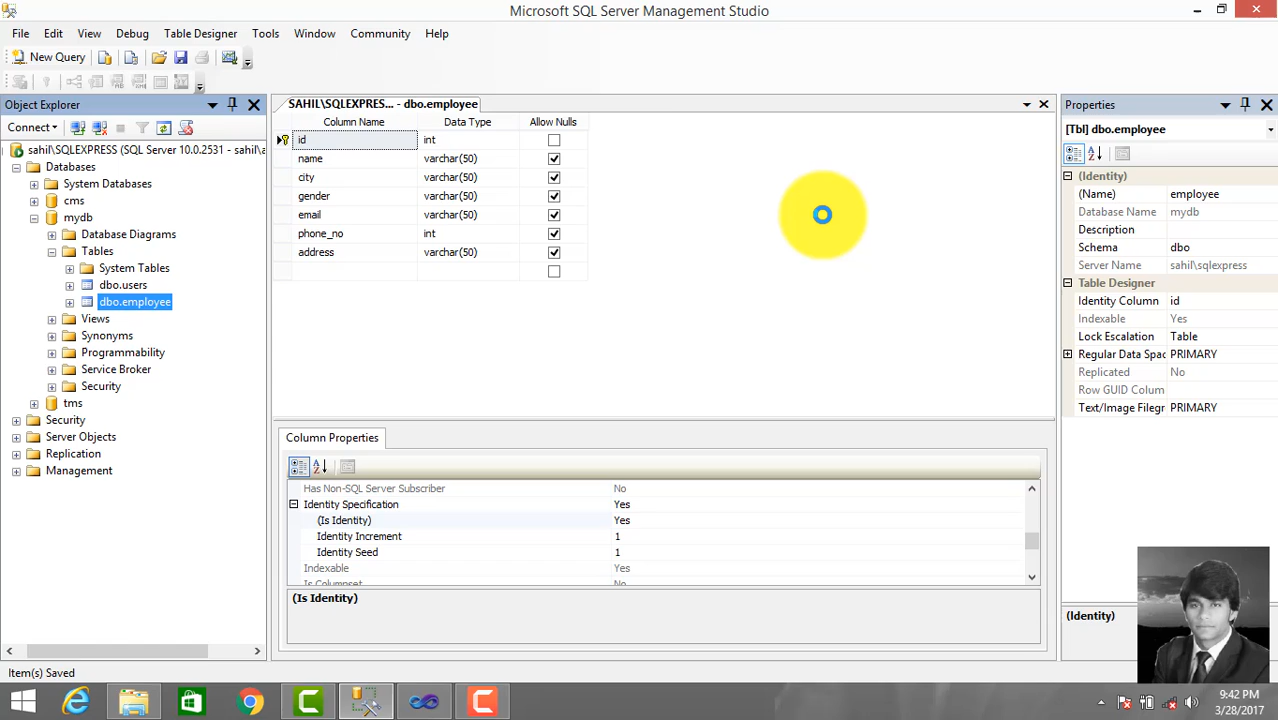 Microsoft SQL Server Management Studio
File Edit View Debug Table Designer Tools Window Community Help
New Query
Object Explorer
Connect
sahil\SQLEXPRESS (SQL Server 10.0.2531 - sahil\a
Databases
System Databases
cms
mydb
Database Diagrams
Tables
System Tables
dbo.users
dbo.employee
Views
Synonyms
Programmability
Service Broker
Security
tms
Security
Server Objects
Replication
Management
SAHIL\SQLEXPRES... - dbo.employee
Column Name Data Type Allow Nulls
id int
name varchar(50)
city varchar(50)
gender varchar(50)
email varchar(50)
phone_no int
address varchar(50)
Column Properties
Has Non-SQL Server Subscriber No
Identity Specification Yes
(Is Identity) Yes
Identity Increment 1
Identity Seed 1
Indexable Yes
Is Columnset No
(Is Identity)
Properties
[Tbl] dbo.employee
(Identity)
(Name) employee
Database Name mydb
Description
Schema dbo
Server Name sahil\sqlexpress
Table Designer
Identity Column id
Indexable Yes
Lock Escalation Table
Regular Data Spac PRIMARY
Replicated No
Row GUID Colum
Text/Image Filegr PRIMARY
(Identity)
Item(s) Saved
9:42 PM
3/28/2017